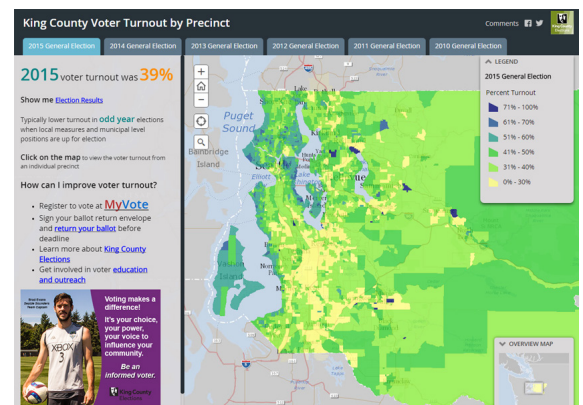 King County Voter Turnout by Precinct
Comments
2015 General Election
2014 General Election
2013 General Election
2012 General Election
2011 General Election
2010 General Election
2015 voter turnout was 39%
Show me Election Results
Typically lower turnout in odd year elections
when local measures and municipal level
positions are up for election
Click on the map to view the voter turnout from
an individual precinct
How can I improve voter turnout?
Register to vote at MyVote
Sign your ballot return envelope
and return your ballot before
deadline
Learn more about King County
Elections
Get involved in voter education
and outreach
Voting makes a
difference!
It's your choice,
your power,
your voice to
influence your
community.
Be an
informed voter.
King County
Elections
XBOX
3
Puget
Sound
Bainbridge
Island
Elliott
Vashon
Island
LEGEND
2015 General Election
Percent Turnout
71% - 100%
61% - 70%
51% - 60%
41% - 50%
31% - 40%
0% - 30%
OVERVIEW MAP